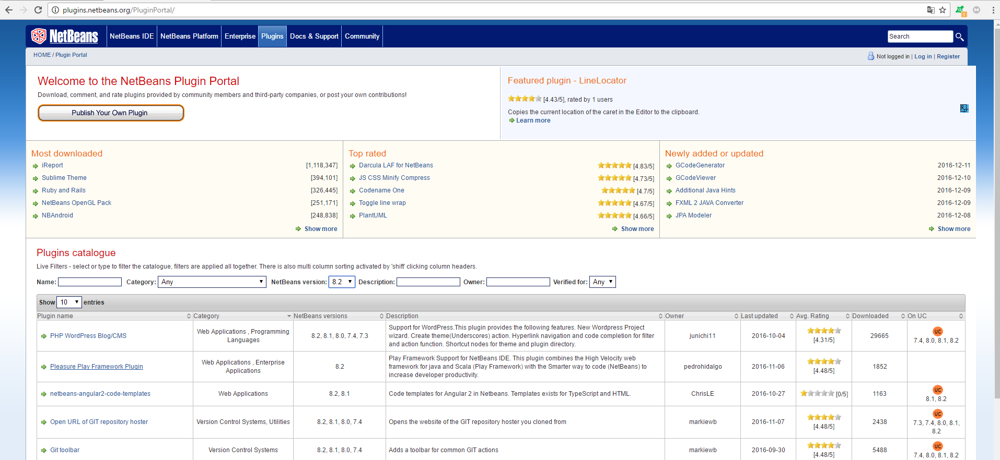 plugins.netbeans.org/PluginPortal/
M
1
NetBeans
NetBeans IDE
NetBeans Platform
Enterprise
Plugins
Docs & Support
Community
Search
HOME / Plugin Portal
Not logged in | Log in | Register
Welcome to the NetBeans Plugin Portal
Download, comment, and rate plugins provided by community members and third-party companies, or post your own contributions!
Publish Your Own Plugin
Featured plugin - LineLocator
[4.43/5], rated by 1 users
Copies the current location of the caret in the Editor to the clipboard.
Learn more
Most downloaded
iReport [1,118,347]
Sublime Theme [394,101]
Ruby and Rails [326,445]
NetBeans OpenGL Pack [251,171]
NBAndroid [248,838]
Show more
Top rated
Darcula LAF for NetBeans [4.83/5]
JS CSS Minify Compress [4.73/5]
Codename One [4.7/5]
Toggle line wrap [4.67/5]
PlantUML [4.66/5]
Show more
Newly added or updated
GCodeGenerator 2016-12-11
GCodeViewer 2016-12-10
Additional Java Hints 2016-12-09
FXML 2 JAVA Converter 2016-12-09
JPA Modeler 2016-12-08
Show more
Plugins catalogue
Live Filters - select or type to filter the catalogue, filters are applied all together. There is also multi column sorting activated by 'shift' clicking column headers.
Name: Category: Any NetBeans version: 8.2 Description: Owner: Verified for: Any
Show 10 entries
Plugin name Category NetBeans versions Description Owner Last updated Avg. Rating Downloaded On UC
PHP WordPress Blog/CMS
Web Applications , Programming
Languages
8.2, 8.1, 8.0, 7.4, 7.3
Support for WordPress.This plugin provides the following features. New Wordpress Project
wizard. Create theme(Underscores) action. Hyperlink navigation and code completion for filter
and action function. Shortcut nodes for theme and plugin directory.
junichi11
2016-10-04
[4.31/5]
29665
UC
7.4, 8.0, 8.1, 8.2
Pleasure Play Framework Plugin
Web Applications , Enterprise
Applications
8.2
Play Framework Support for NetBeans IDE. This plugin combines the High Velocity web
framework for java and Scala (Play Framework) with the Smarter way to code (NetBeans) to
increase developer productivity.
pedrohidalgo
2016-11-06
[4.48/5]
1852
netbeans-angular2-code-templates
Web Applications
8.2, 8.1
Code templates for Angular 2 in Netbeans. Templates exists for TypeScript and HTML.
ChrisLE
2016-10-27
[0/5]
1163
UC
8.1, 8.2
Open URL of GIT repository hoster
Version Control Systems, Utilities
8.2, 8.1, 8.0, 7.4
Opens the website of the GIT repository hoster you cloned from
markiewb
2016-11-07
[4.48/5]
2438
UC
7.3, 7.4, 8.0, 8.1,
8.2
Git toolbar
Version Control Systems
8.2, 8.1, 8.0, 7.4
Adds a toolbar for common GIT actions
markiewb
2016-09-30
[4.48/5]
5488
UC
7.4, 8.0, 8.1, 8.2